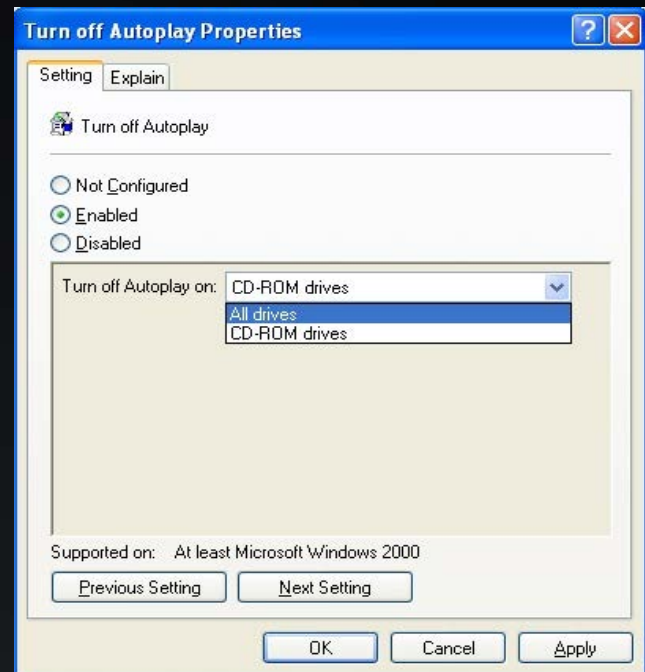 Turn off Autoplay Properties
Setting
Explain
Turn off Autoplay
Not Configured
Enabled
Disabled
Turn off Autoplay on: CD-ROM drives
All drives
CD-ROM drives
Supported on: At least Microsoft Windows 2000
Previous Setting
Next Setting
OK
Cancel
Apply